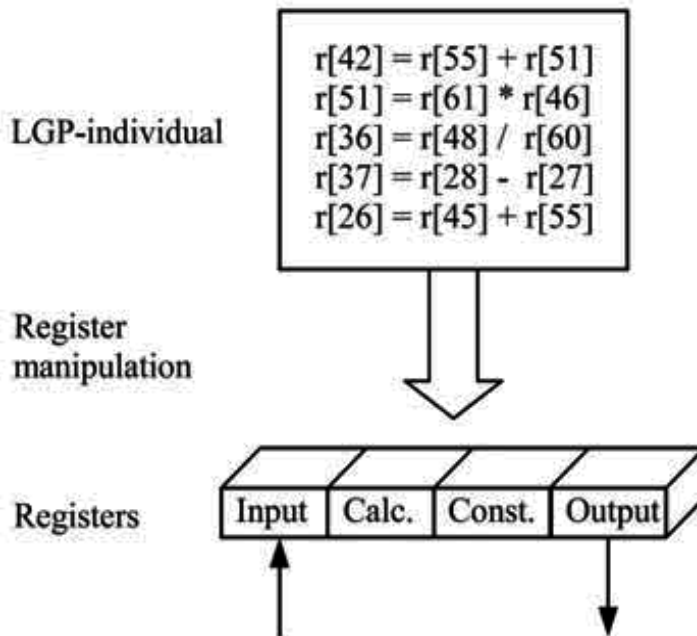 r[42] = r[55] + r[51]
r[51] = r[61] * r[46]
LGP-individual
r[36] = r[48] / r[60]
r[37] = r[28] - r[27]
r[26] = r[45] + r[55]
Register
manipulation
Registers
Input Calc. Const. Output